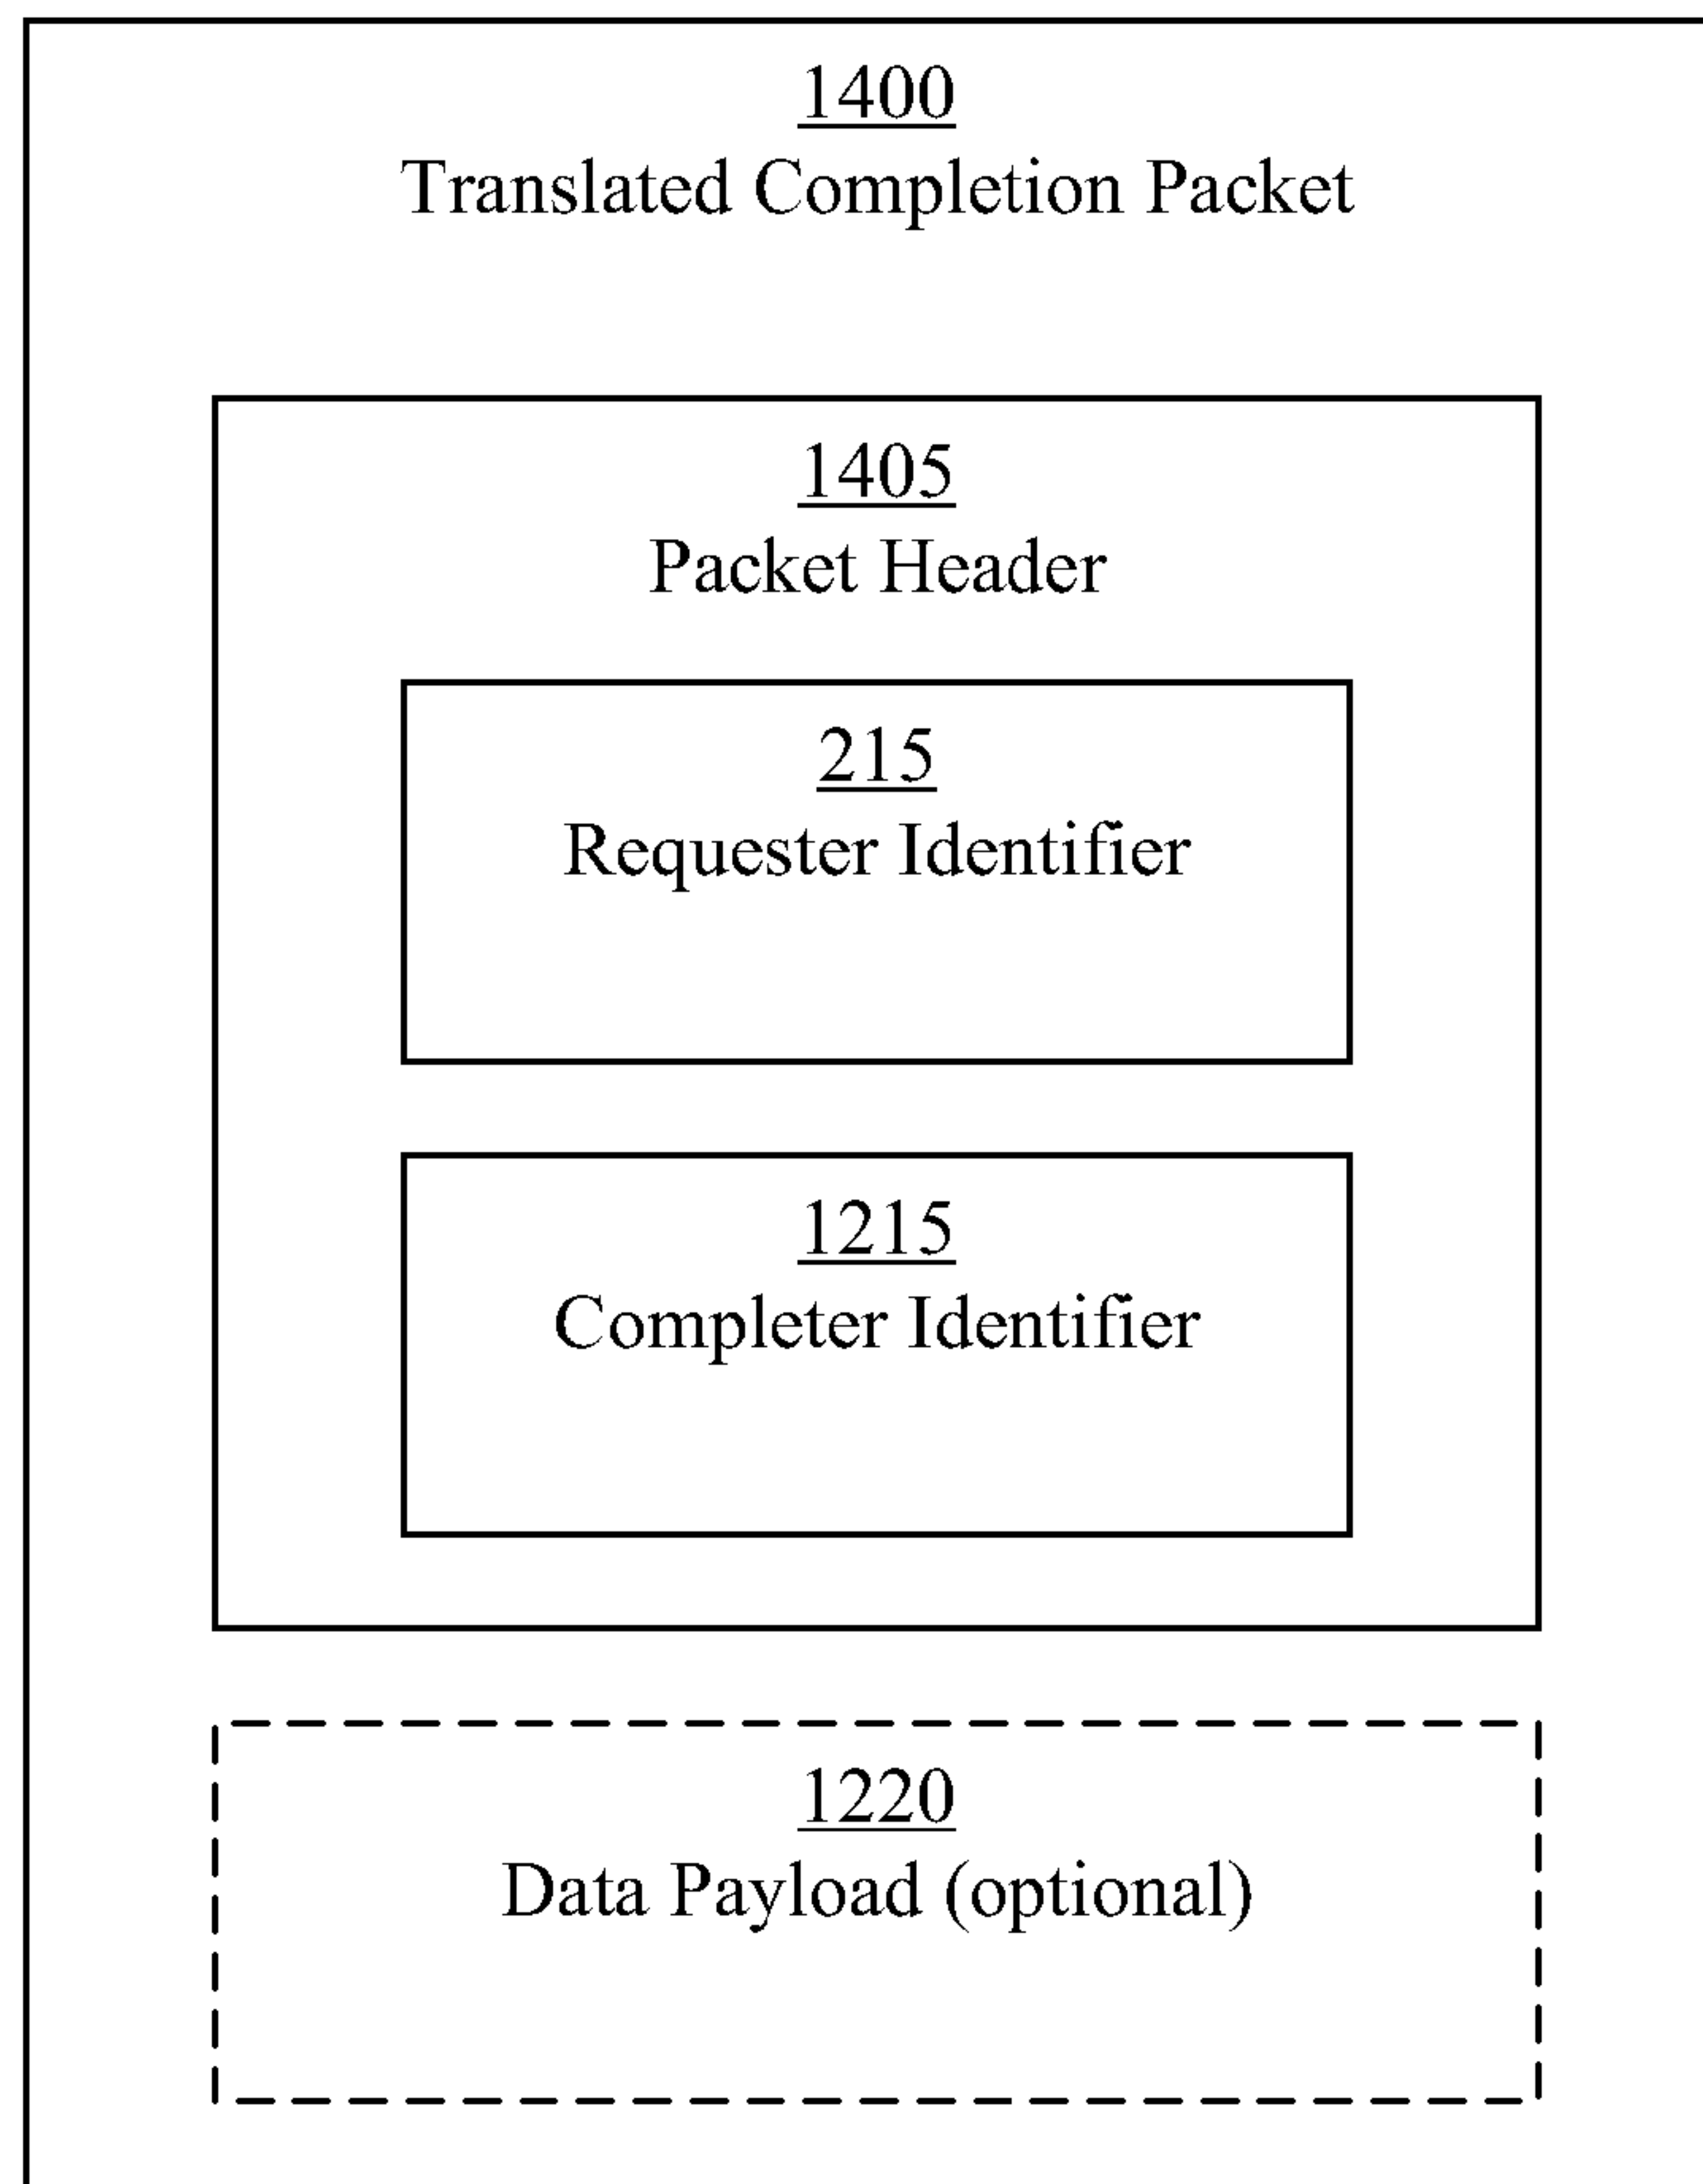 1400
Translated Completion Packet
1405
Packet Header
215
Requester Identifier
1215
Completer Identifier
1220
Data Payload (optional)